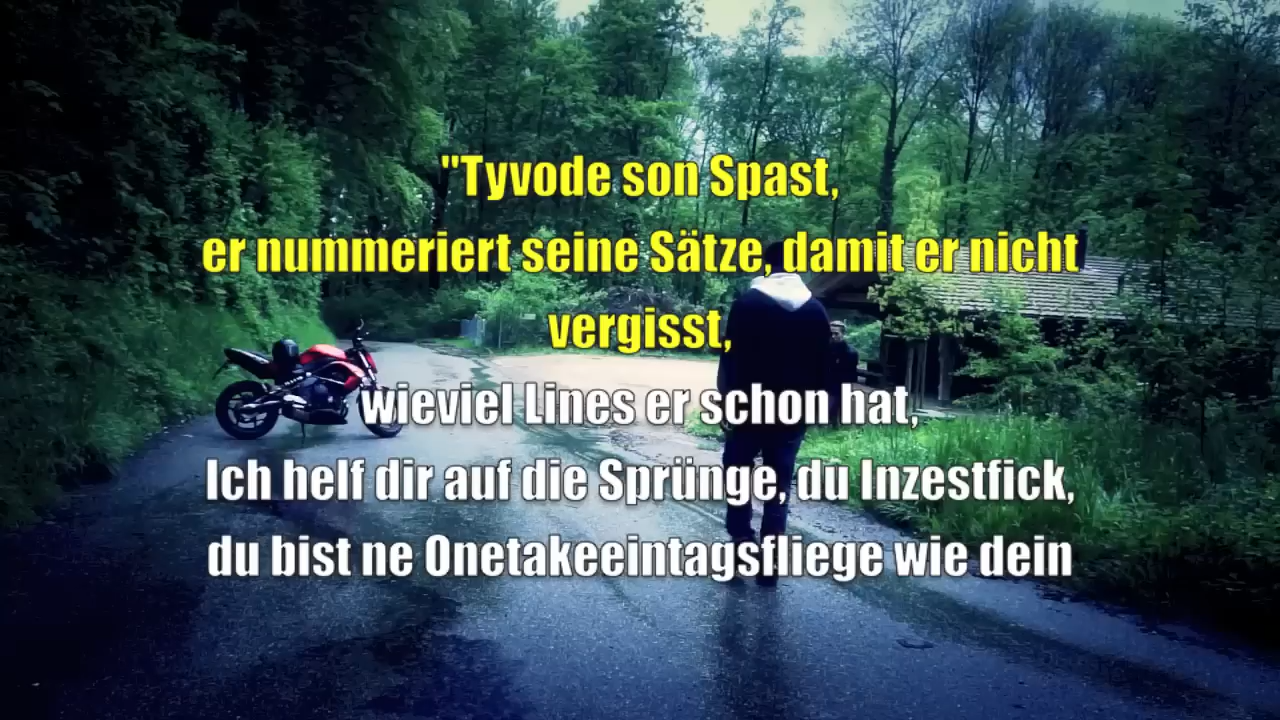 "Tyvode son Spast,
er nummeriert seine Sätze, damit er nicht
vergisst,
wieviel Lines er schon hat,
Ich helf dir auf die Sprünge, du Inzestfick,
du bist ne Onetakeeintagsfliege wie dein